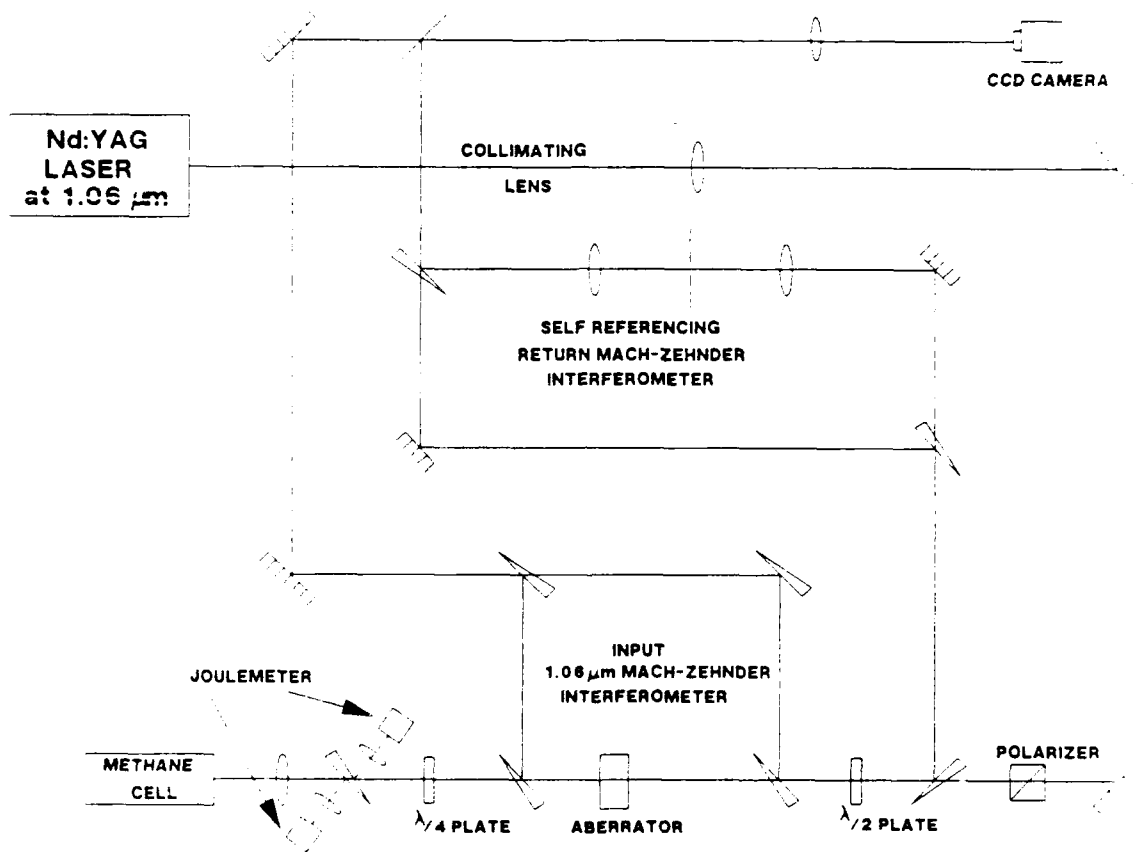 CCD CAMERA
Nd:YAG
LASER
at 1.06 μm
COLLIMATING
LENS
SELF REFERENCING
RETURN MACH-ZEHNDER
INTERFEROMETER
INPUT
1.06 μm MACH-ZEHNDER
INTERFEROMETER
JOULEMETER
METHANE
CELL
POLARIZER
λ/4 PLATE
ABERRATOR
λ/2 PLATE